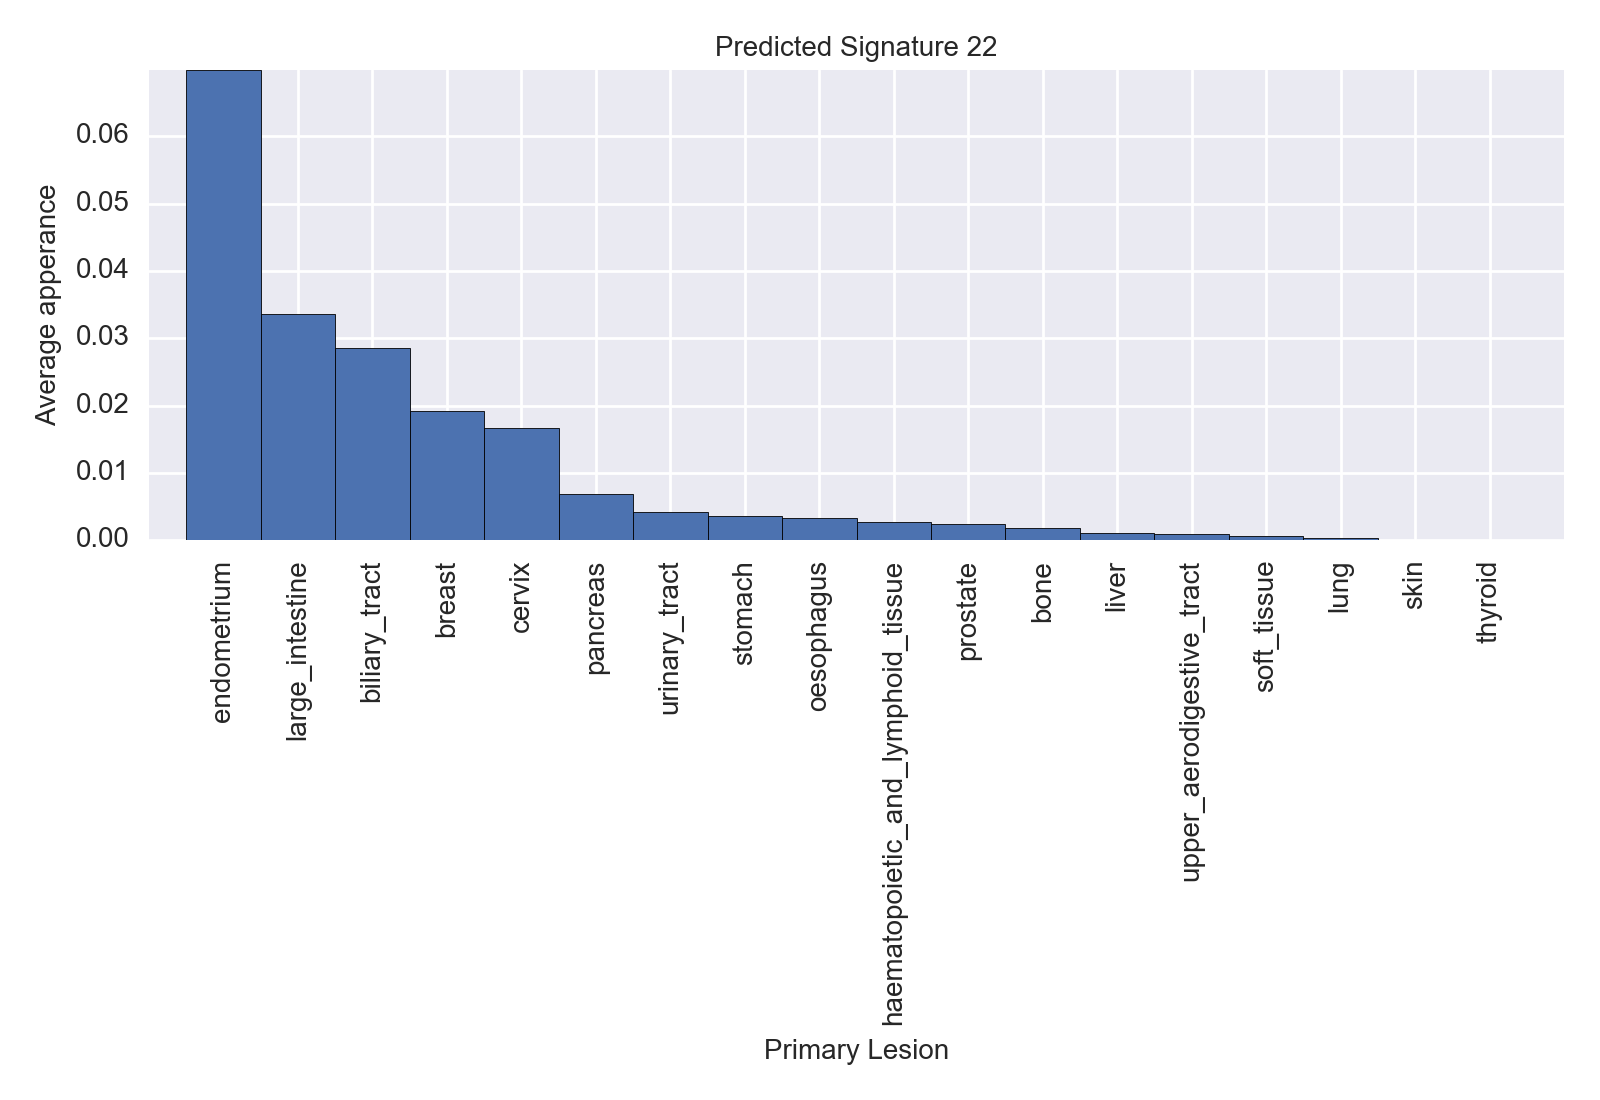 Predicted Signature 22
Average apperance
0.06
0.05
0.04
0.03
0.02
0.01
0.00
endometrium
large_intestine
biliary_tract
breast
cervix
pancreas
urinary_tract
stomach
oesophagus
haematopoietic_and_lymphoid_tissue
prostate
bone
liver
upper_aerodigestive_tract
soft_tissue
lung
skin
thyroid
Primary Lesion